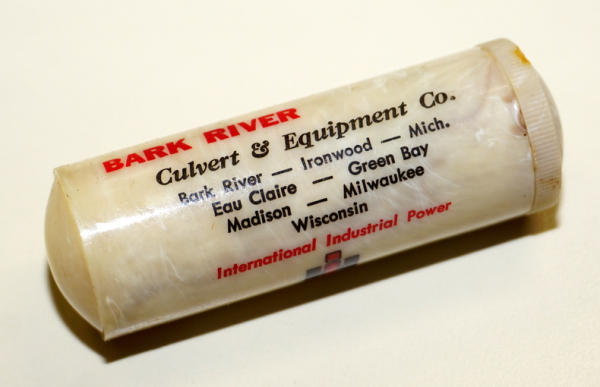 BARK RIVER
Culvert & Equipment Co.
Bark River — Ironwood — Mich.
Eau Claire — Green Bay
Madison — Milwaukee
Wisconsin
International Industrial Power